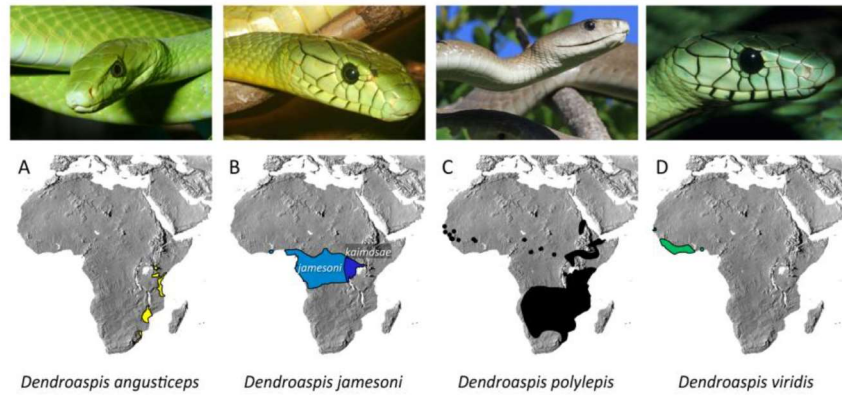 A
B
C
D
kaimosae
jamesoni
Dendroaspis angusticeps
Dendroaspis jamesoni
Dendroaspis polylepis
Dendroaspis viridis